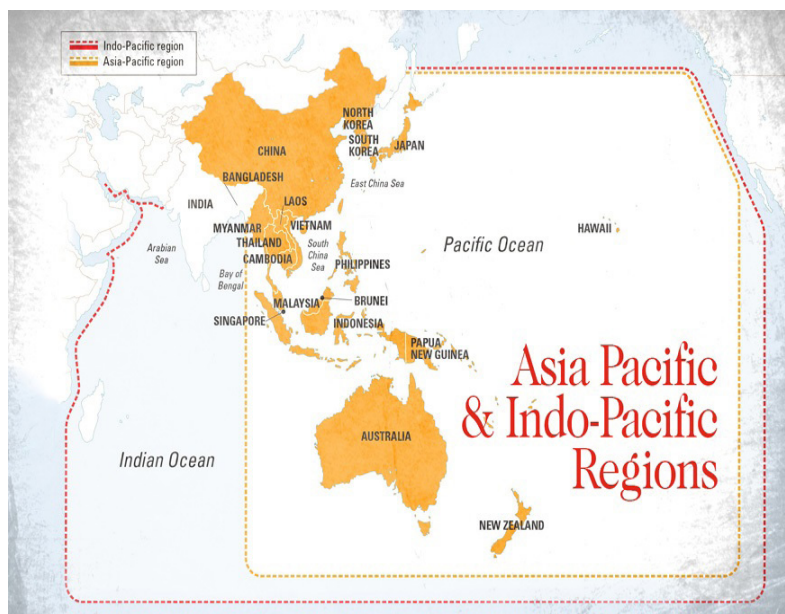 Indo-Pacific region
Asia-Pacific region
NORTH
KOREA
SOUTH
KOREA
JAPAN
CHINA
BANGLADESH
East China Sea
LAOS
INDIA
MYANMAR
VIETNAM
HAWAII
THAILAND
Arabian
Sea
South
China
Sea
Pacific Ocean
CAMBODIA
PHILIPPINES
Bay of
Bengal
MALAYSIA
BRUNEI
SINGAPORE
INDONESIA
PAPUA
NEW GUINEA
Asia Pacific
& Indo-Pacific
Regions
AUSTRALIA
Indian Ocean
NEW ZEALAND